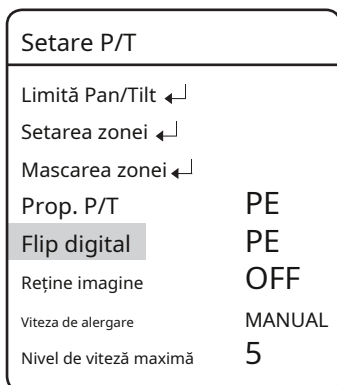 Setare P/T
Limită Pan/Tilt ↲
Setarea zonei ↲
Mascarea zonei ↲
Prop. P/T PE
Flip digital PE
Reține imagine OFF
Viteza de alergare MANUAL
Nivel de viteză maximă 5